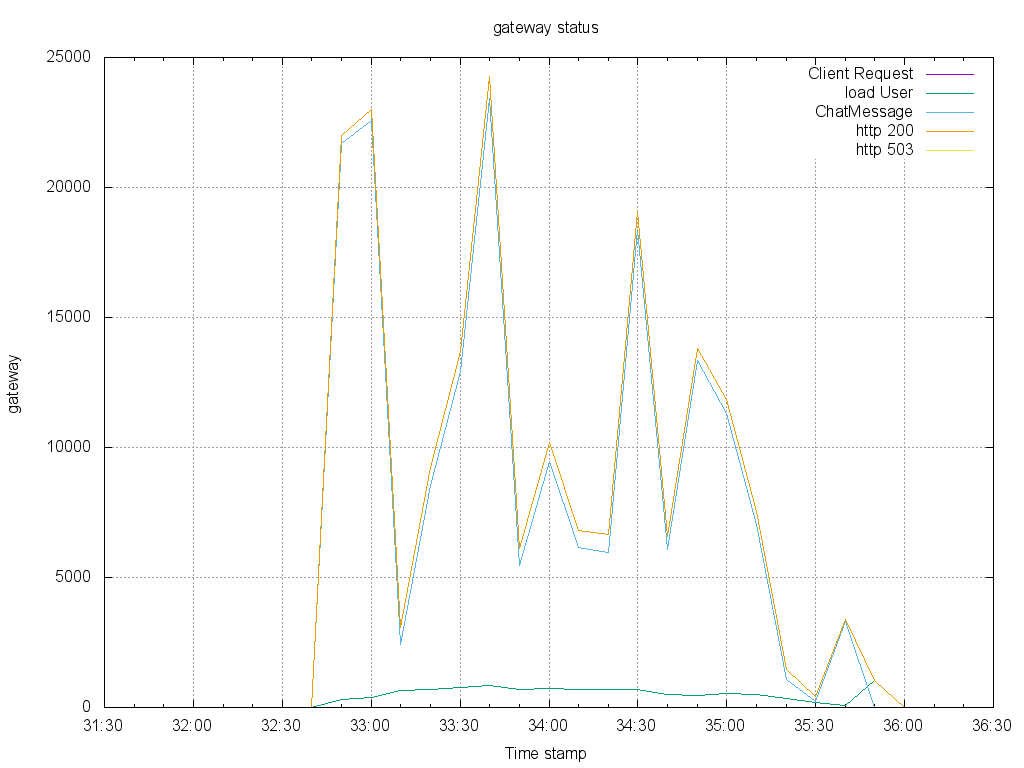 gateway status
25000
20000
15000
10000
5000
0
gateway
Client Request
load User
ChatMessage
http 200
http 503
31:30 32:00 32:30 33:00 33:30 34:00 34:30 35:00 35:30 36:00 36:30
Time stamp